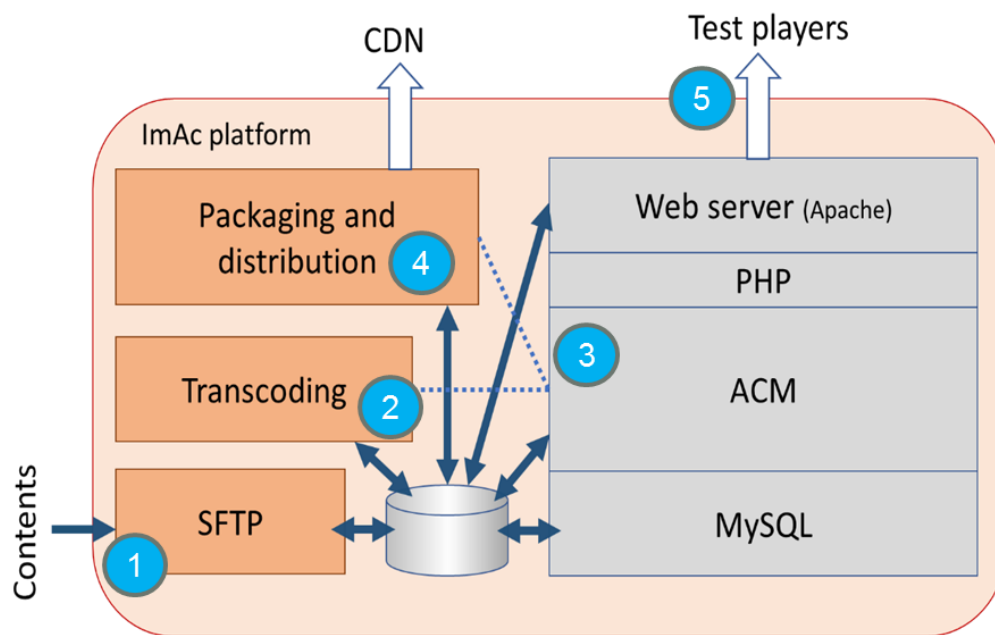 CDN
Test players
5
ImAc platform
Packaging and
distribution
4
Web server (Apache)
PHP
3
Transcoding
2
ACM
Contents
SFTP
1
MySQL